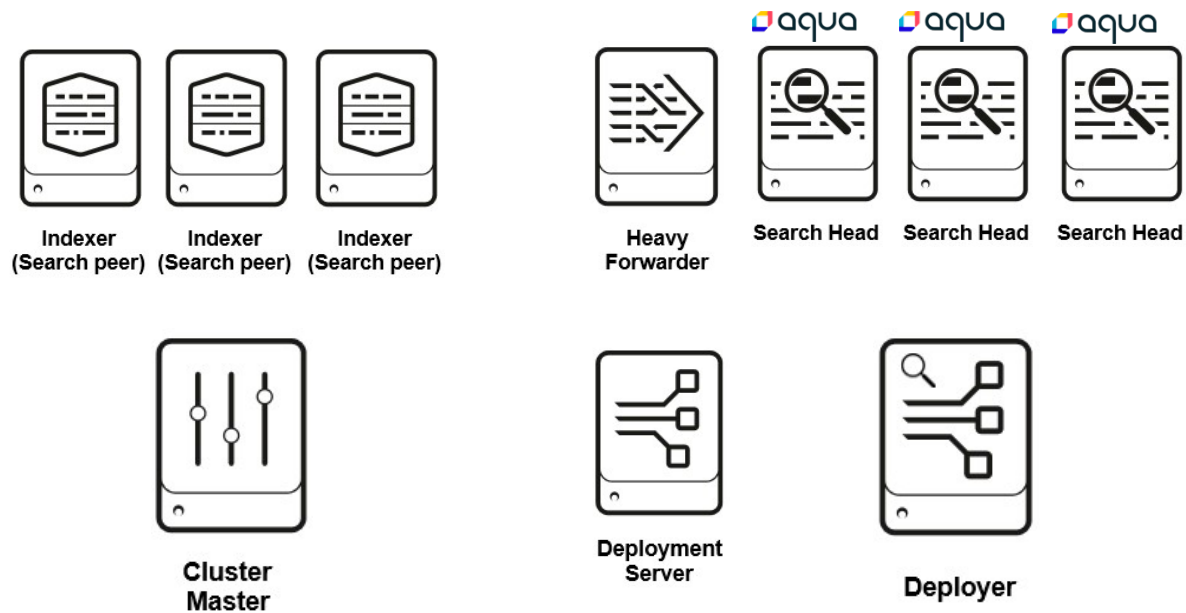 aqua
aqua
aqua
Indexer
(Search peer)
Indexer
(Search peer)
Indexer
(Search peer)
Heavy
Forwarder
Search Head
Search Head
Search Head
Cluster
Master
Deployment
Server
Deployer